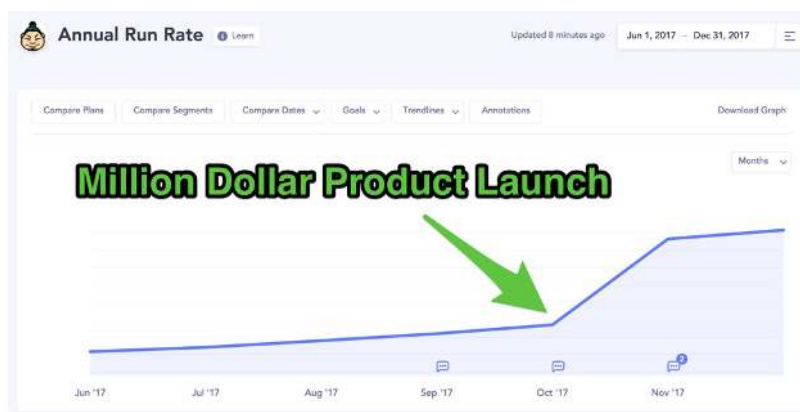 Annual Run Rate Learn Updated 8 minutes ago Jun 1, 2017 – Dec 31, 2017
Compare Plans Compare Segments Compare Dates Goals Trendlines Annotations Download Graph
Months
Million Dollar Product Launch
2
Jun '17 Jul '17 Aug '17 Sep '17 Oct '17 Nov '17